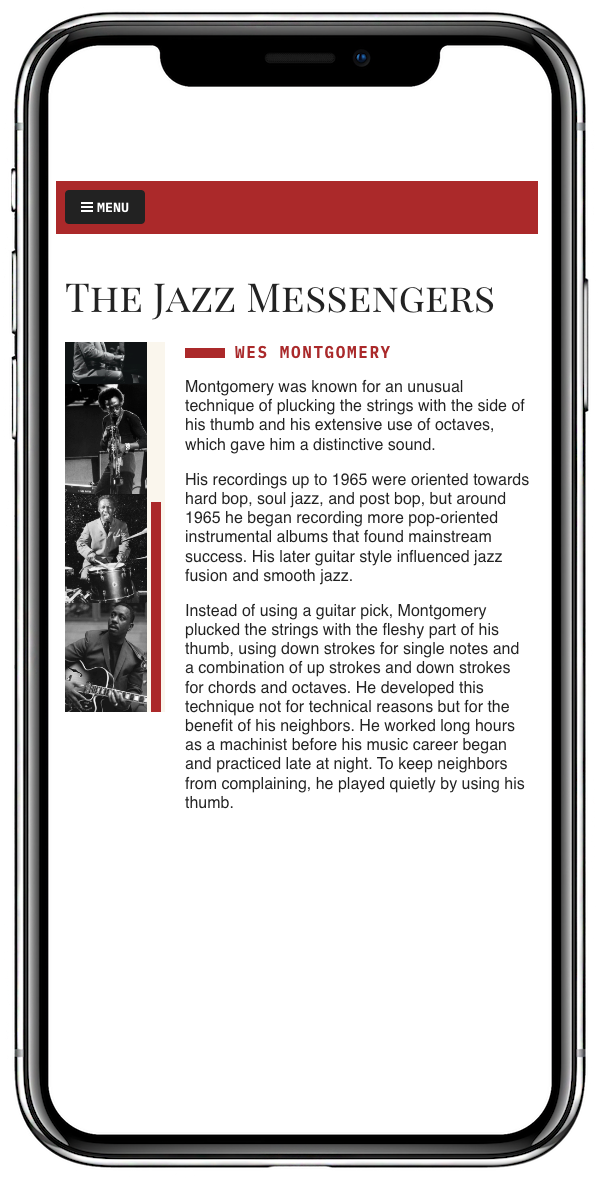 MENU
The Jazz Messengers
WES MONTGOMERY
Montgomery was known for an unusual
technique of plucking the strings with the side of
his thumb and his extensive use of octaves,
which gave him a distinctive sound.
His recordings up to 1965 were oriented towards
hard bop, soul jazz, and post bop, but around
1965 he began recording more pop-oriented
instrumental albums that found mainstream
success. His later guitar style influenced jazz
fusion and smooth jazz.
Instead of using a guitar pick, Montgomery
plucked the strings with the fleshy part of his
thumb, using down strokes for single notes and
a combination of up strokes and down strokes
for chords and octaves. He developed this
technique not for technical reasons but for the
benefit of his neighbors. He worked long hours
as a machinist before his music career began
and practiced late at night. To keep neighbors
from complaining, he played quietly by using his
thumb.